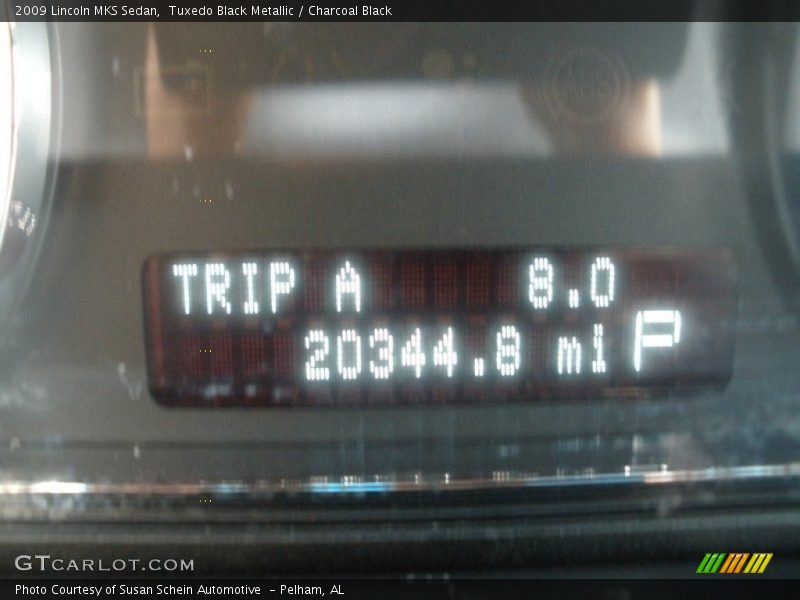 2009 Lincoln MKS Sedan,  Tuxedo Black Metallic / Charcoal Black
TRIP A 8.0
20344.8 mi P
GTCARLOT.COM
Photo Courtesy of Susan Schein Automotive  - Pelham, AL